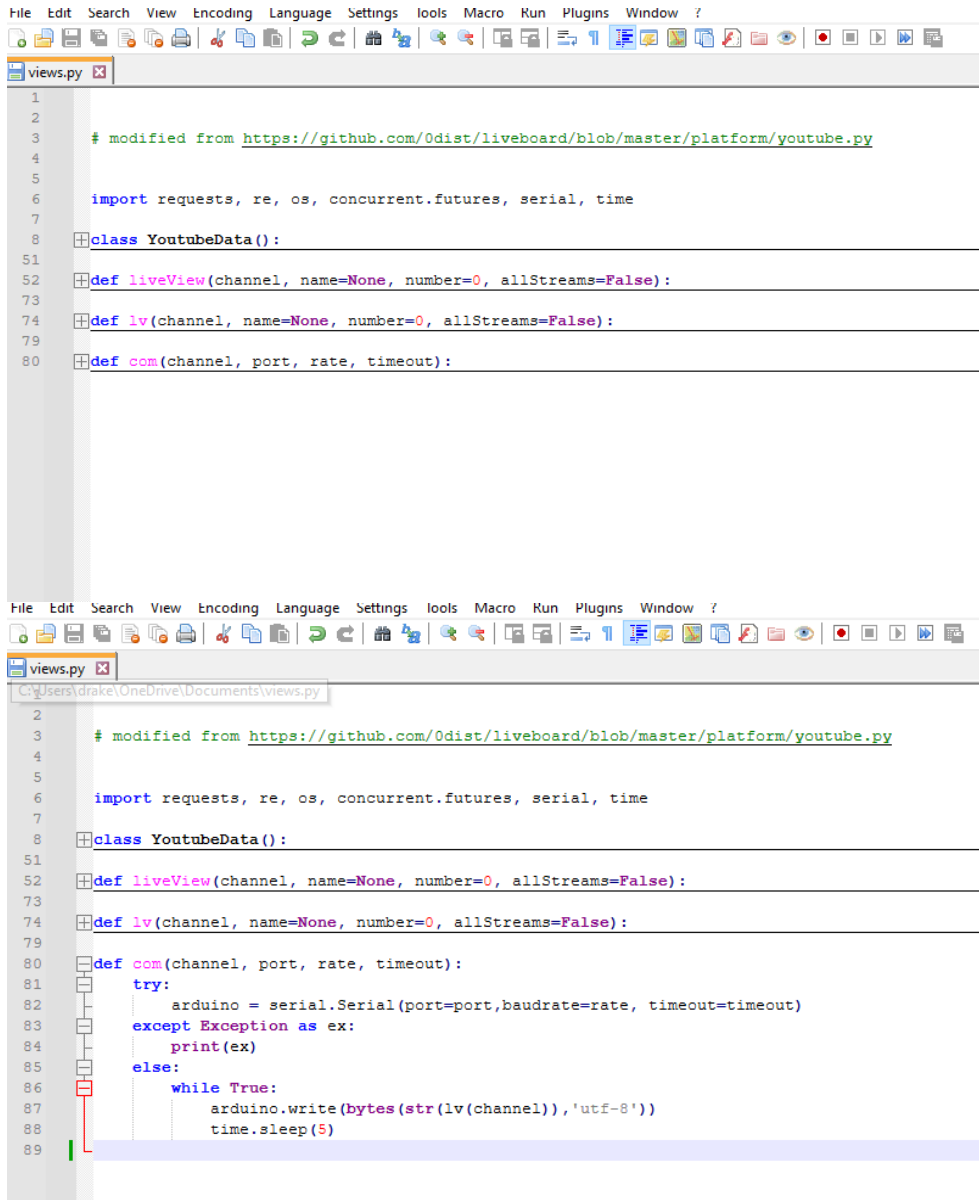 File Edit Search View Encoding Language Settings Tools Macro Run Plugins Window ?
views.py
1
2
3 # modified from https://github.com/0dist/liveboard/blob/master/platform/youtube.py
4
5
6 import requests, re, os, concurrent.futures, serial, time
7
8 class YoutubeData():
51
52 def liveView(channel, name=None, number=0, allStreams=False):
73
74 def lv(channel, name=None, number=0, allStreams=False):
79
80 def com(channel, port, rate, timeout):
File Edit Search View Encoding Language Settings Tools Macro Run Plugins Window ?
views.py
1 C:\Users\drake\OneDrive\Documents\views.py
2
3 # modified from https://github.com/0dist/liveboard/blob/master/platform/youtube.py
4
5
6 import requests, re, os, concurrent.futures, serial, time
7
8 class YoutubeData():
51
52 def liveView(channel, name=None, number=0, allStreams=False):
73
74 def lv(channel, name=None, number=0, allStreams=False):
79
80 def com(channel, port, rate, timeout):
81 try:
82 arduino = serial.Serial(port=port,baudrate=rate, timeout=timeout)
83 except Exception as ex:
84 print(ex)
85 else:
86 while True:
87 arduino.write(bytes(str(lv(channel)),'utf-8'))
88 time.sleep(5)
89